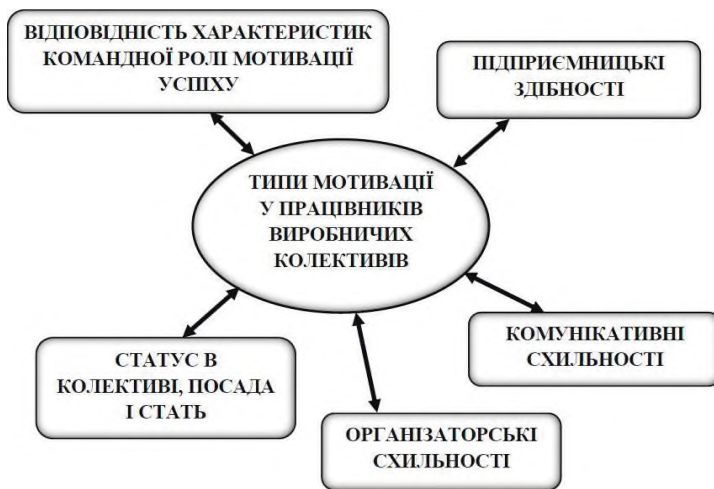 ВІДПОВІДНІСТЬ ХАРАКТЕРИСТИК
КОМАНДНОЇ РОЛІ МОТИВАЦІЇ
УСПІХУ
ПІДПРИЄМНИЦЬКІ
ЗДІБНОСТІ
ТИПИ МОТИВАЦІЇ
У ПРАЦІВНИКІВ
ВИРОБНИЧИХ
КОЛЕКТИВІВ
КОМУНІКАТИВНІ
СХИЛЬНОСТІ
СТАТУС В
КОЛЕКТИВІ, ПОСАДА
І СТАТЬ
ОРГАНІЗАТОРСЬКІ
СХИЛЬНОСТІ